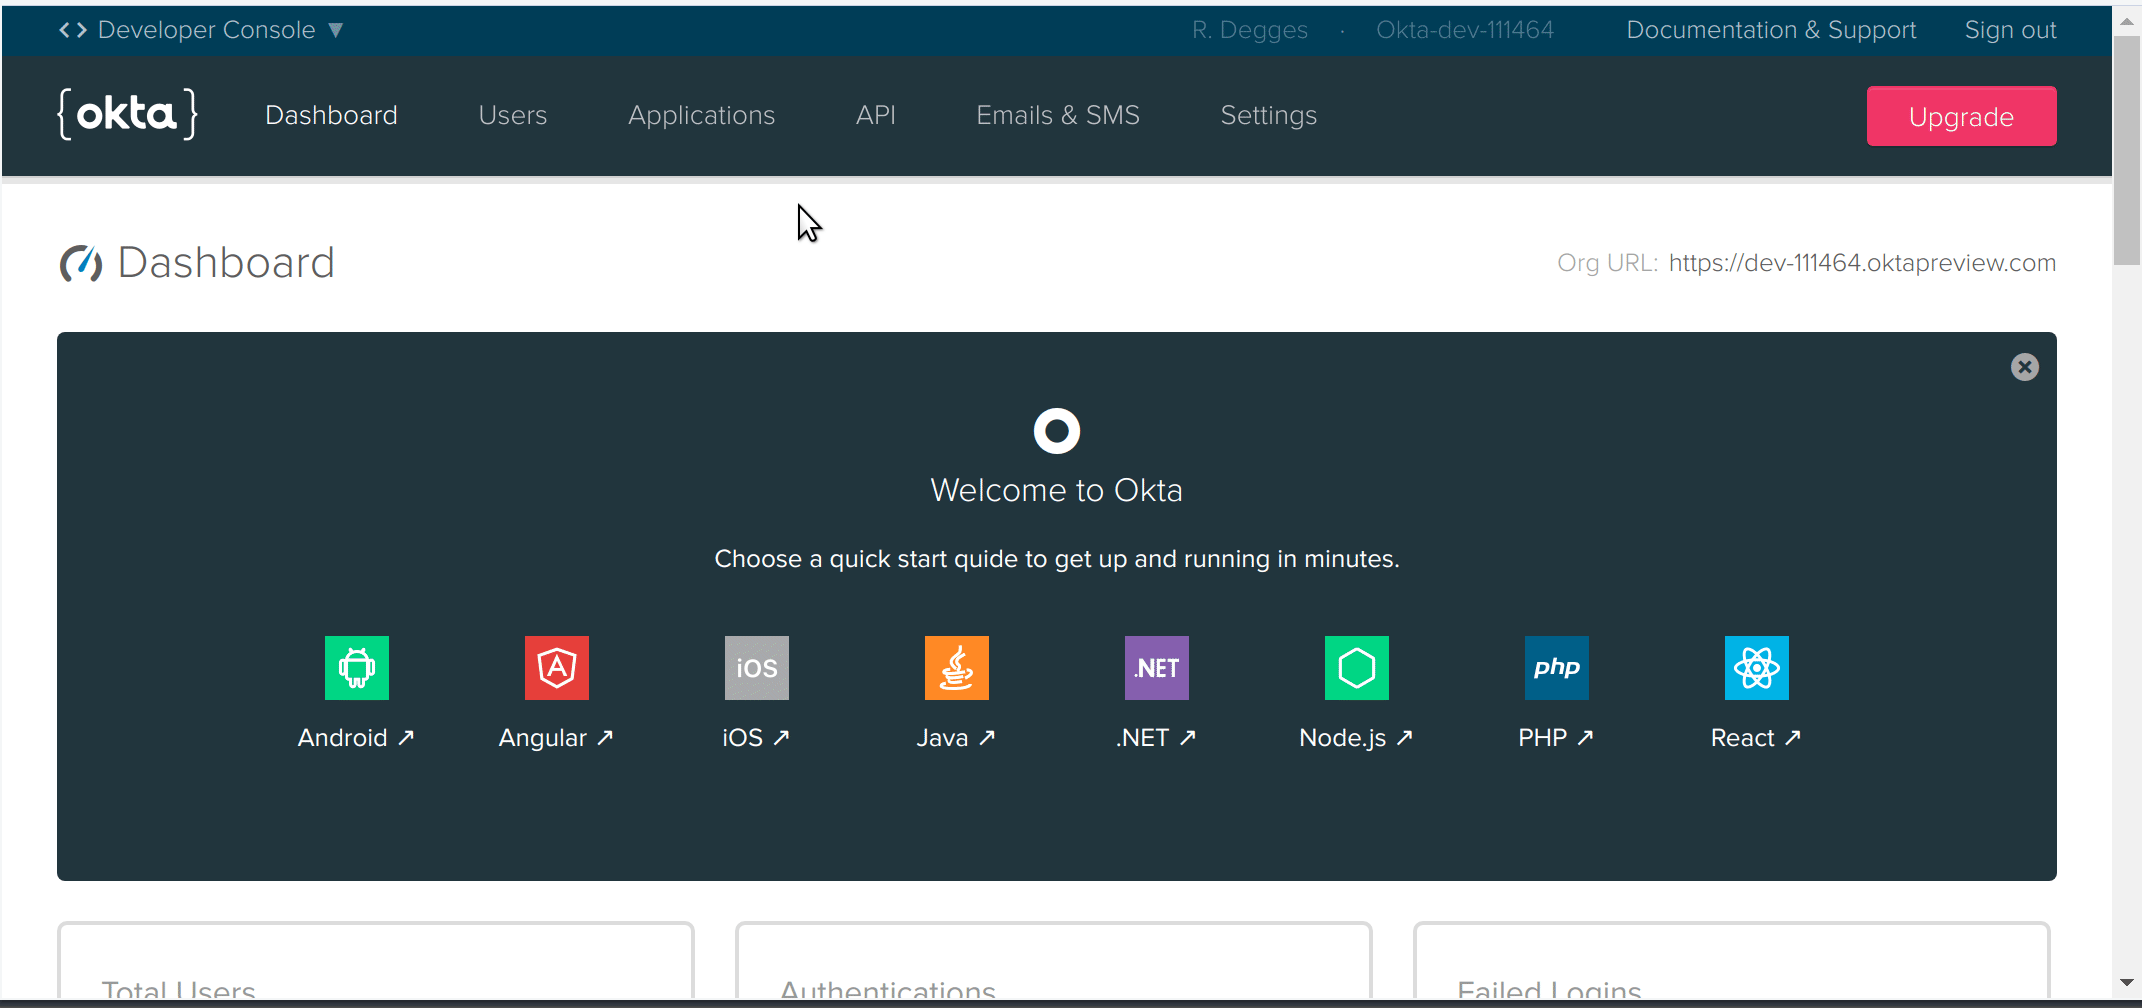 <> Developer Console ▼ R. Degges · Okta-dev-111464 Documentation & Support Sign out
{okta} Dashboard Users Applications API Emails & SMS Settings Upgrade
Dashboard Org URL: https://dev-111464.oktapreview.com
Welcome to Okta
Choose a quick start quide to get up and running in minutes.
iOS .NET php
Android ↗ Angular ↗ iOS ↗ Java ↗ .NET ↗ Node.js ↗ PHP ↗ React ↗
Total Users Authentications Failed Logins